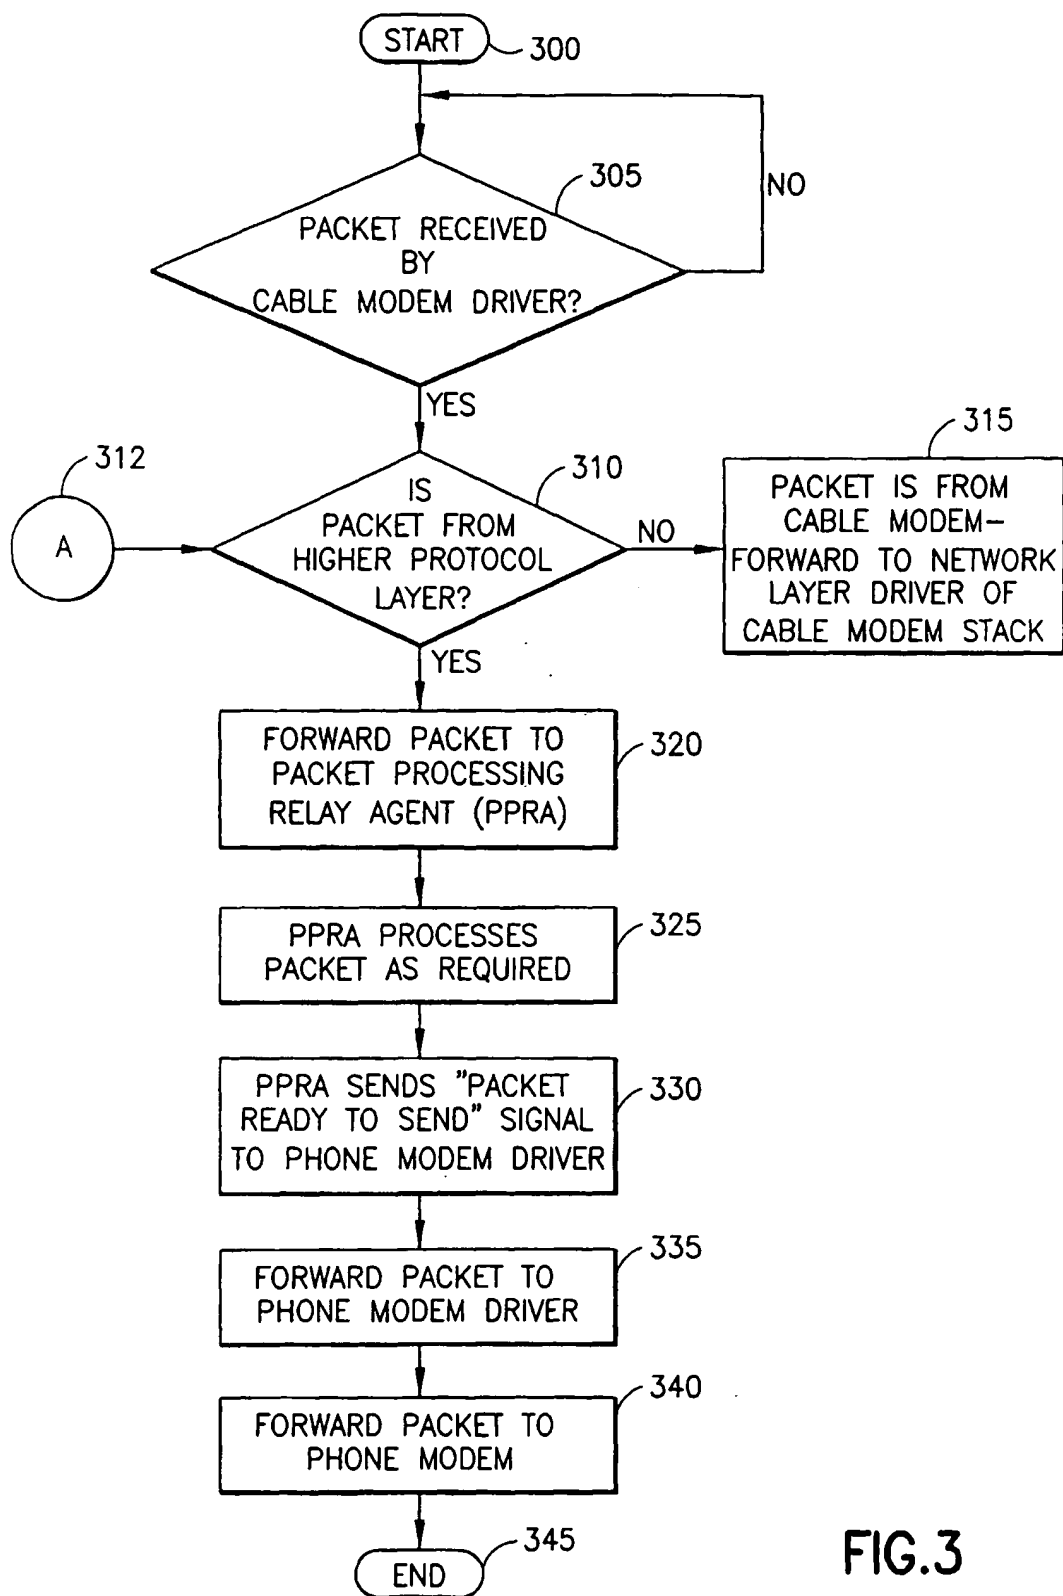 START
300
305
NO
PACKET RECEIVED
BY
CABLE MODEM DRIVER?
YES
312
A
310
IS
PACKET FROM
HIGHER PROTOCOL
LAYER?
NO
315
PACKET IS FROM
CABLE MODEM–
FORWARD TO NETWORK
LAYER DRIVER OF
CABLE MODEM STACK
YES
FORWARD PACKET TO
PACKET PROCESSING
RELAY AGENT (PPRA)
320
PPRA PROCESSES
PACKET AS REQUIRED
325
PPRA SENDS "PACKET
READY TO SEND" SIGNAL
TO PHONE MODEM DRIVER
330
FORWARD PACKET TO
PHONE MODEM DRIVER
335
FORWARD PACKET TO
PHONE MODEM
340
END
345
FIG.3